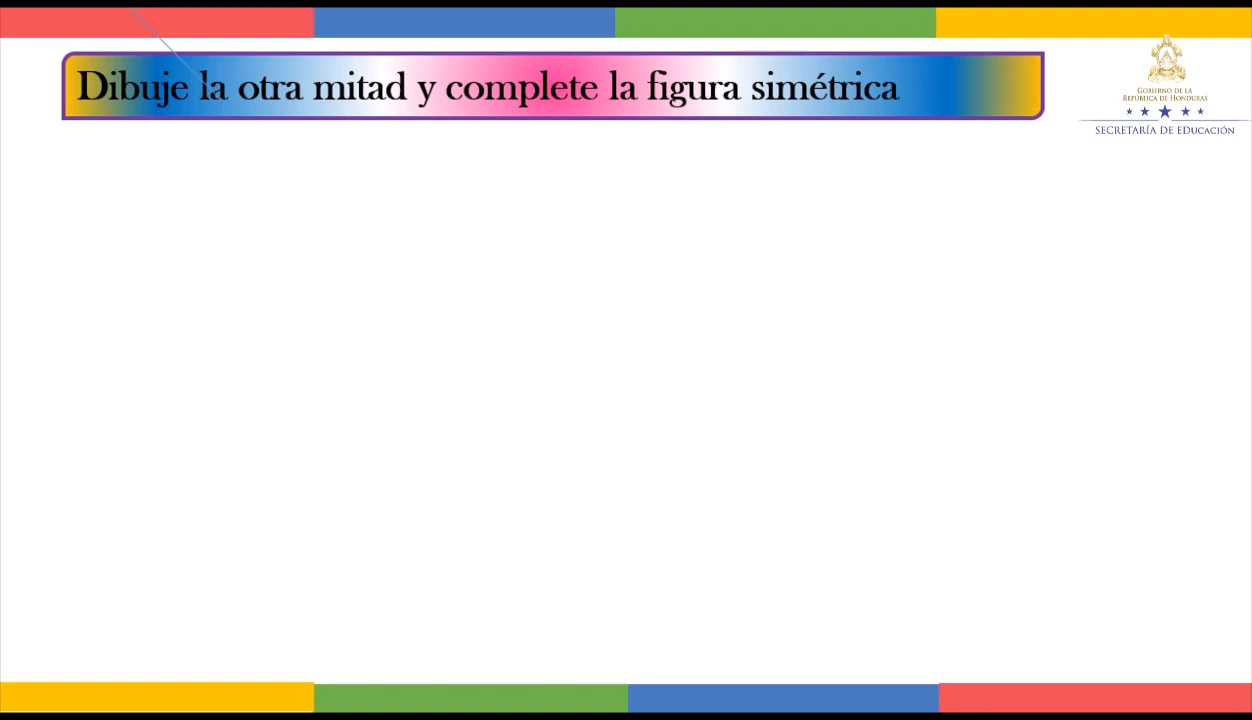 Dibuje la otra mitad y complete la figura simétrica
GOBIERNO DE LA
REPÚBLICA DE HONDURAS
SECRETARÍA DE EDUCACIÓN